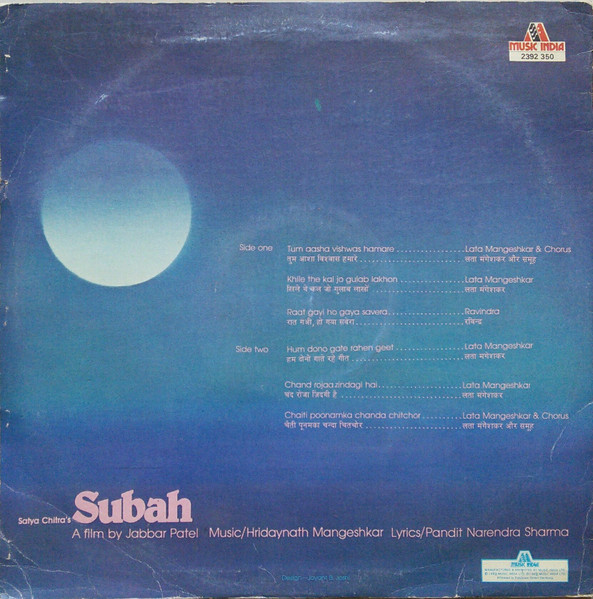 MUSIC INDIA
2392 350
Side one
Tum aasha vishwas hamare .................. Lata Mangeshkar & Chorus
तुम आशा विश्वास हमारे .......................... लता मंगेशकर और समूह
Khile the kal jo gulab lakhon .................. Lata Mangeshkar
खिले थे कल जो गुलाब लाखों .......................... लता मंगेशकर
Raat gayi ho gaya savera .................. Ravindra
रात गयी, हो गया सवेरा .......................... रविन्द्र
Side two
Hum dono gate rahen geet .................. Lata Mangeshkar
हम दोनों गाते रहें गीत .......................... लता मंगेशकर
Chand rojaazindagi hai .................. Lata Mangeshkar
चंद रोजा जिंदगी है .......................... लता मंगेशकर
Chaiti poonamka chanda chitchor .......... Lata Mangeshkar & Chorus
चैती पूनमका चन्दा चितचोर .......................... लता मंगेशकर और समूह
Satya Chitra's Subah
A film by Jabbar Patel Music/Hridaynath Mangeshkar Lyrics/Pandit Narendra Sharma
MUSIC INDIA